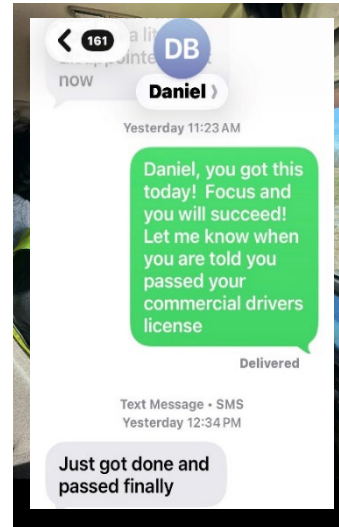 161
a lit
DB
now
Daniel >
Yesterday 11:23 AM
Daniel, you got this
today! Focus and
you will succeed!
Let me know when
you are told you
passed your
commercial drivers
license
Delivered
Text Message • SMS
Yesterday 12:34 PM
Just got done and
passed finally